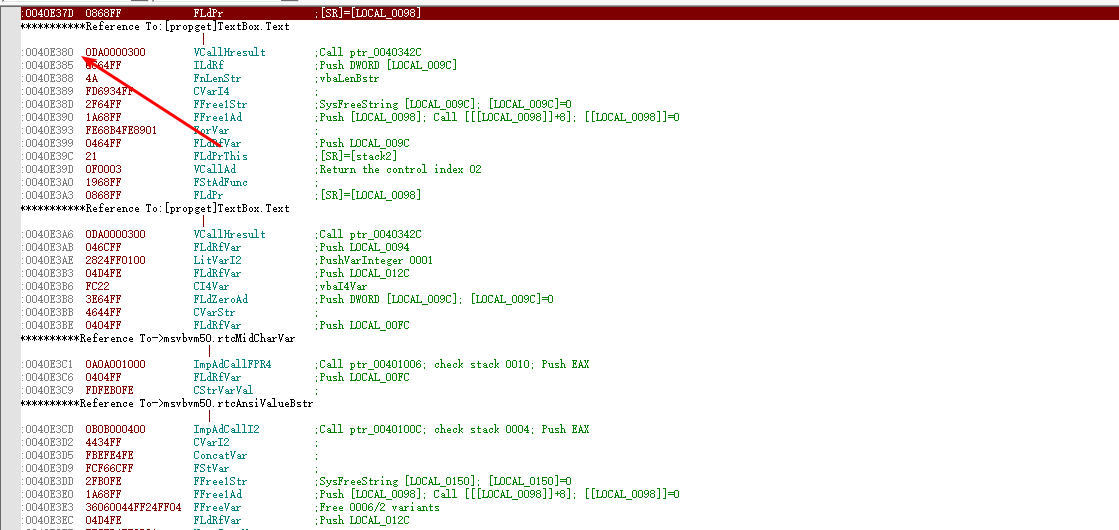 :0040E37D 0868FF FLdPr ;[SR]=[LOCAL_0098]
***********Reference To:[propget]TextBox.Text
|
:0040E380 0DA0000300 VCallHresult ;Call ptr_0040342C
:0040E385 6C64FF ILdRf ;Push DWORD [LOCAL_009C]
:0040E388 4A FnLenStr ;vbaLenBstr
:0040E389 FD6934FF CVarI4 ;
:0040E38D 2F64FF FFree1Str ;SysFreeString [LOCAL_009C]; [LOCAL_009C]=0
:0040E390 1A68FF FFree1Ad ;Push [LOCAL_0098]; Call [[[LOCAL_0098]]+8]; [[LOCAL_0098]]=0
:0040E393 FE68B4FE8901 ForVar ;
:0040E399 0464FF FLdRfVar ;Push LOCAL_009C
:0040E39C 21 FLdPrThis ;[SR]=[stack2]
:0040E39D 0F0003 VCallAd ;Return the control index 02
:0040E3A0 1968FF FStAdFunc ;
:0040E3A3 0868FF FLdPr ;[SR]=[LOCAL_0098]
***********Reference To:[propget]TextBox.Text
|
:0040E3A6 0DA0000300 VCallHresult ;Call ptr_0040342C
:0040E3AB 046CFF FLdRfVar ;Push LOCAL_0094
:0040E3AE 2824FF0100 LitVarI2 ;PushVarInteger 0001
:0040E3B3 04D4FE FLdRfVar ;Push LOCAL_012C
:0040E3B6 FC22 CI4Var ;vbaI4Var
:0040E3B8 3E64FF FLdZeroAd ;Push DWORD [LOCAL_009C]; [LOCAL_009C]=0
:0040E3BB 4644FF CVarStr ;
:0040E3BE 0404FF FLdRfVar ;Push LOCAL_00FC
**********Reference To->msvbvm50.rtcMidCharVar
|
:0040E3C1 0A0A001000 ImpAdCallFPR4 ;Call ptr_00401006; check stack 0010; Push EAX
:0040E3C6 0404FF FLdRfVar ;Push LOCAL_00FC
:0040E3C9 FDFEB0FE CStrVarVal ;
**********Reference To->msvbvm50.rtcAnsiValueBstr
|
:0040E3CD 0B0B000400 ImpAdCallI2 ;Call ptr_0040100C; check stack 0004; Push EAX
:0040E3D2 4434FF CVarI2 ;
:0040E3D5 FBEFE4FE ConcatVar ;
:0040E3D9 FCF66CFF FStVar ;
:0040E3DD 2FB0FE FFree1Str ;SysFreeString [LOCAL_0150]; [LOCAL_0150]=0
:0040E3E0 1A68FF FFree1Ad ;Push [LOCAL_0098]; Call [[[LOCAL_0098]]+8]; [[LOCAL_0098]]=0
:0040E3E3 36060044FF24FF04 FFreeVar ;Free 0006/2 variants
:0040E3EC 04D4FE FLdRfVar ;Push LOCAL_012C